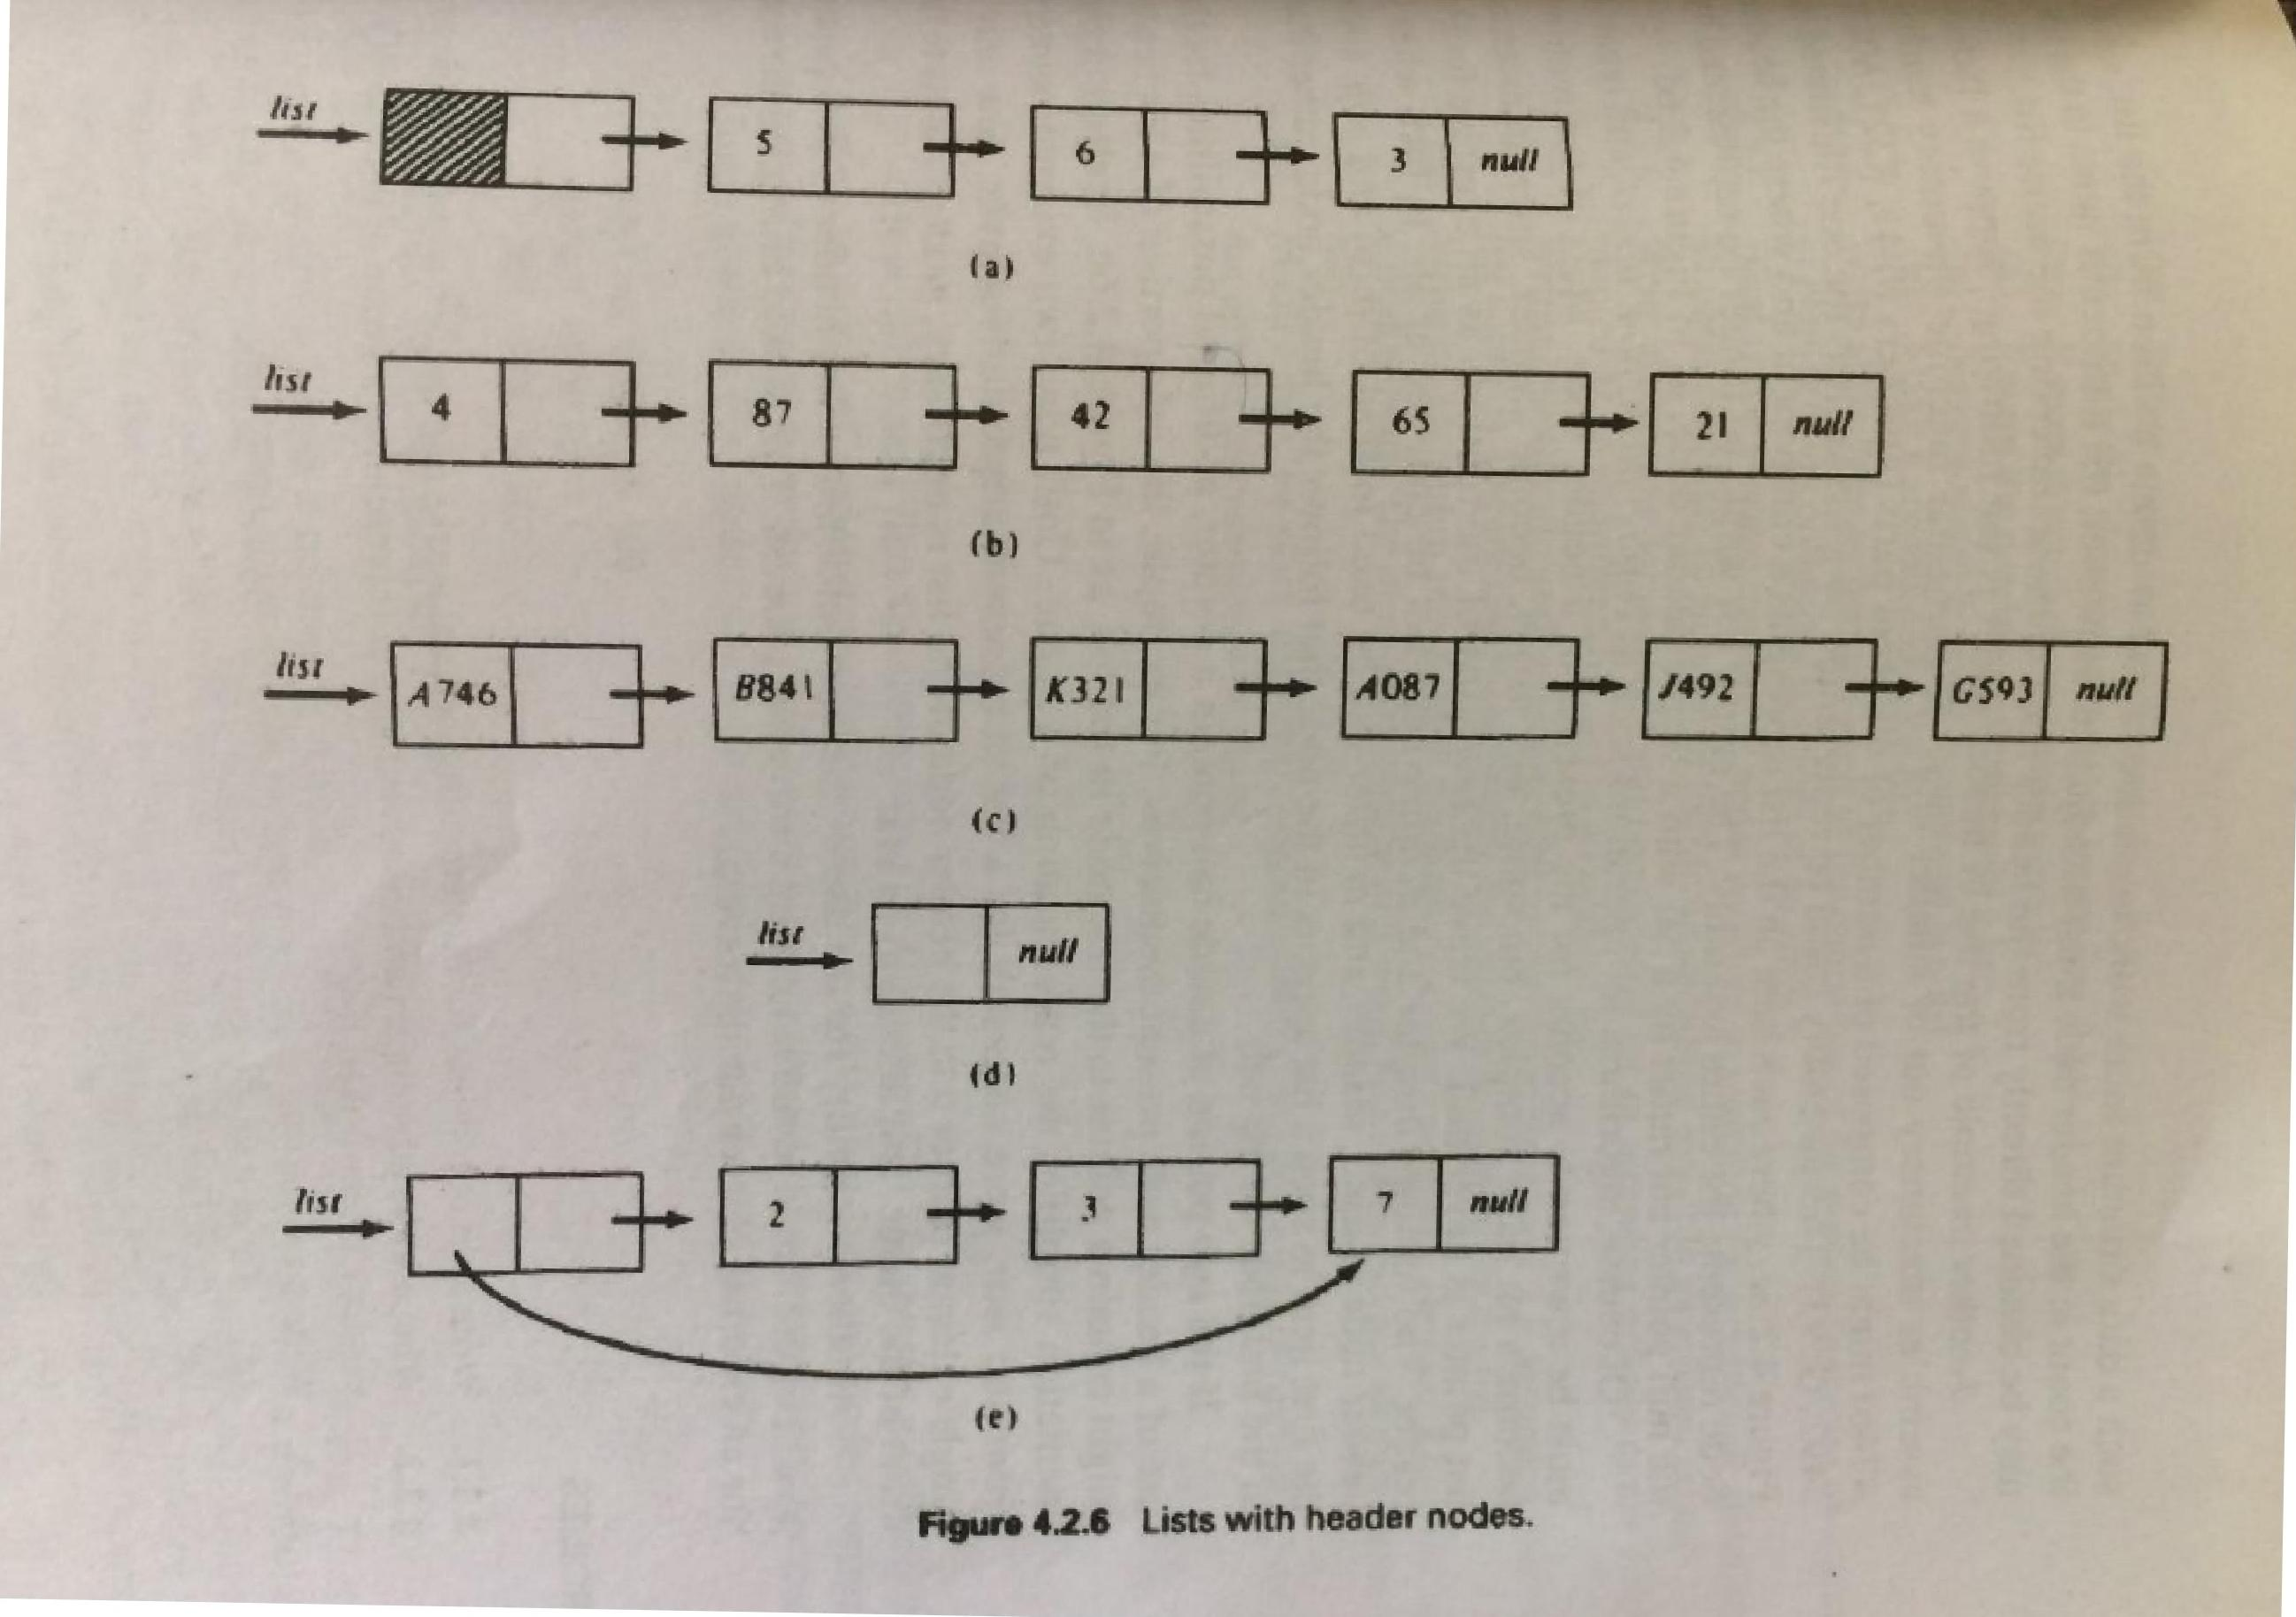 list 5 6 3 null
(a)
list 4 87 42 65 21 null
(b)
list A746 B841 K321 A087 J492 G593 null
(c)
list null
(d)
list 2 3 7 null
(e)
Figure 4.2.6 Lists with header nodes.